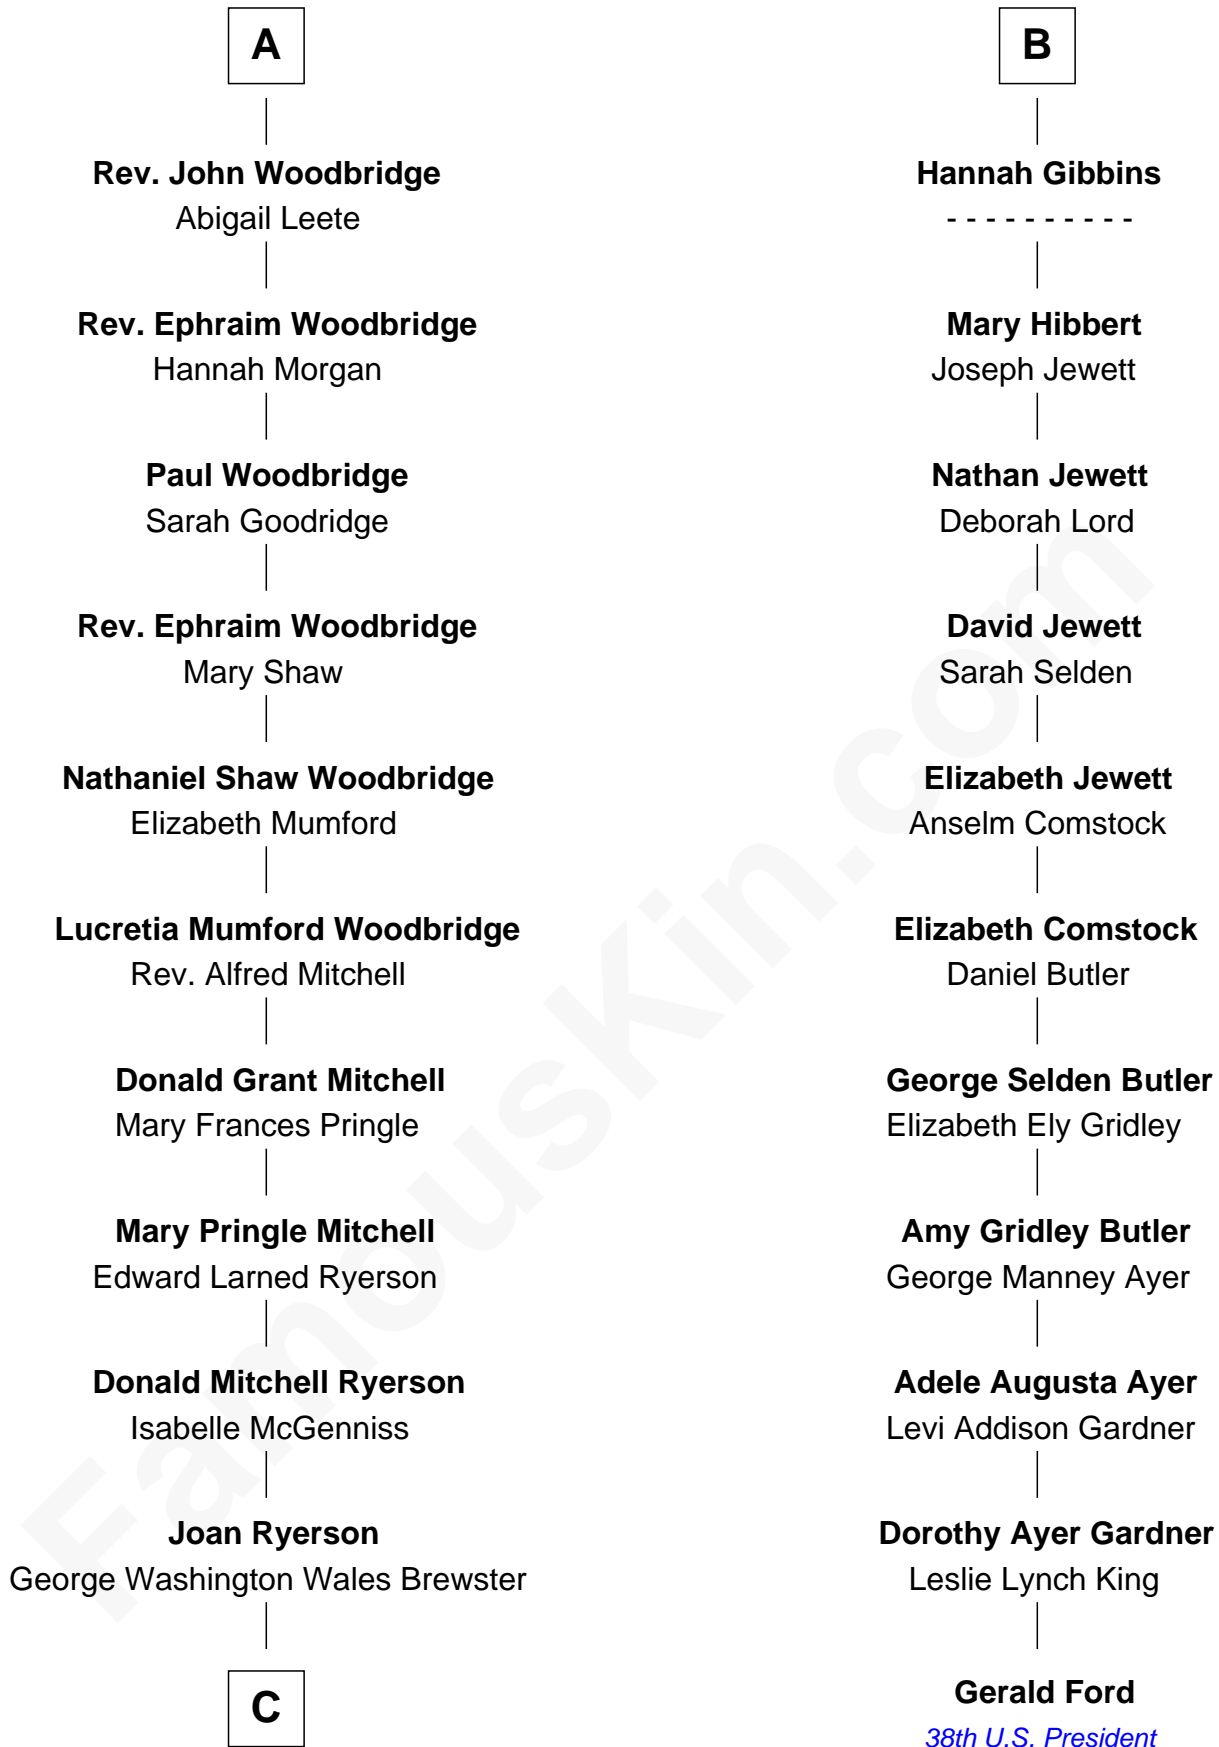 A
Rev. John Woodbridge
Abigail Leete
Rev. Ephraim Woodbridge
Hannah Morgan
Paul Woodbridge
Sarah Goodridge
Rev. Ephraim Woodbridge
Mary Shaw
Nathaniel Shaw Woodbridge
Elizabeth Mumford
Lucretia Mumford Woodbridge
Rev. Alfred Mitchell
Donald Grant Mitchell
Mary Frances Pringle
Mary Pringle Mitchell
Edward Larned Ryerson
Donald Mitchell Ryerson
Isabelle McGenniss
Joan Ryerson
George Washington Wales Brewster
C
B
Hannah Gibbins
- - - - - - - - - -
Mary Hibbert
Joseph Jewett
Nathan Jewett
Deborah Lord
David Jewett
Sarah Selden
Elizabeth Jewett
Anselm Comstock
Elizabeth Comstock
Daniel Butler
George Selden Butler
Elizabeth Ely Gridley
Amy Gridley Butler
George Manney Ayer
Adele Augusta Ayer
Levi Addison Gardner
Dorothy Ayer Gardner
Leslie Lynch King
Gerald Ford
38th U.S. President
FamousKin.com